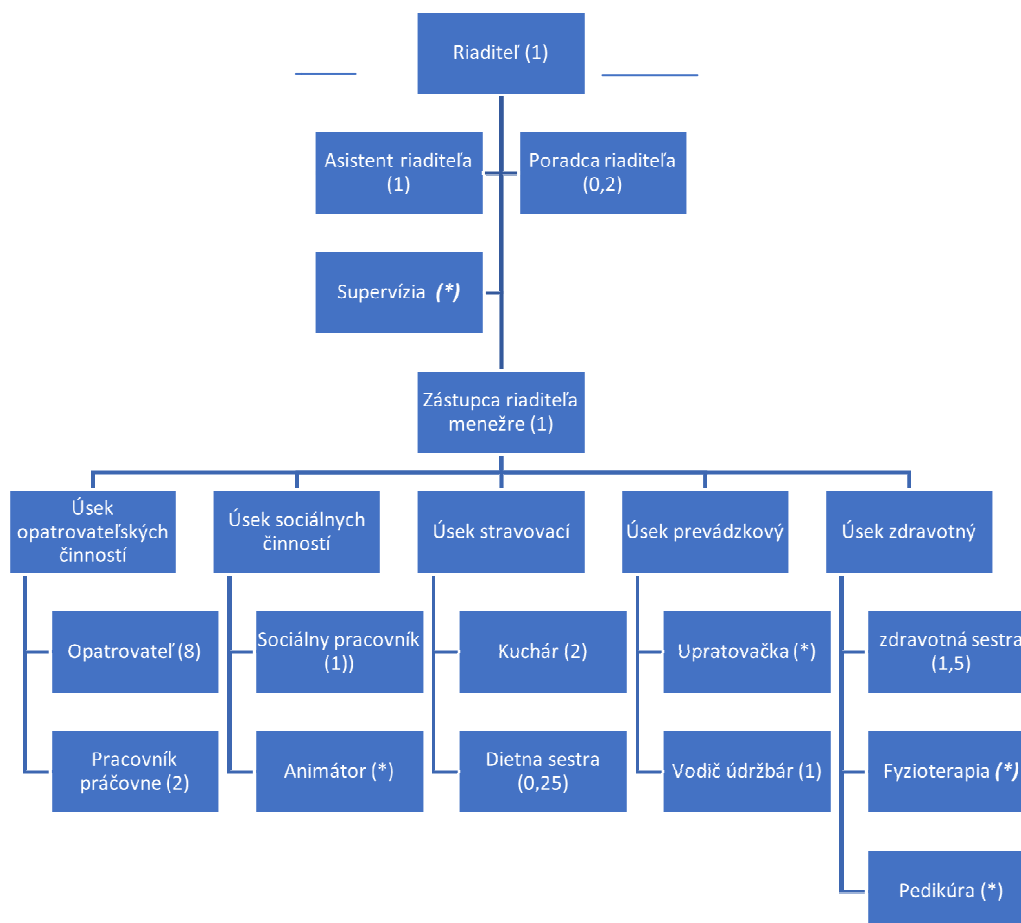 Riaditeľ (1)
Asistent riaditeľa
(1)
Poradca riaditeľa
(0,2)
Supervízia (*)
Zástupca riaditeľa
menežre (1)
Úsek
opatrovateľských
činností
Úsek sociálnych
činností
Úsek stravovací
Úsek prevádzkový
Úsek zdravotný
Opatrovateľ (8)
Sociálny pracovník
(1))
Kuchár (2)
Upratovačka (*)
zdravotná sestra
(1,5)
Pracovník
práčovne (2)
Animátor (*)
Dietna sestra
(0,25)
Vodič údržbár (1)
Fyzioterapia (*)
Pedikúra (*)